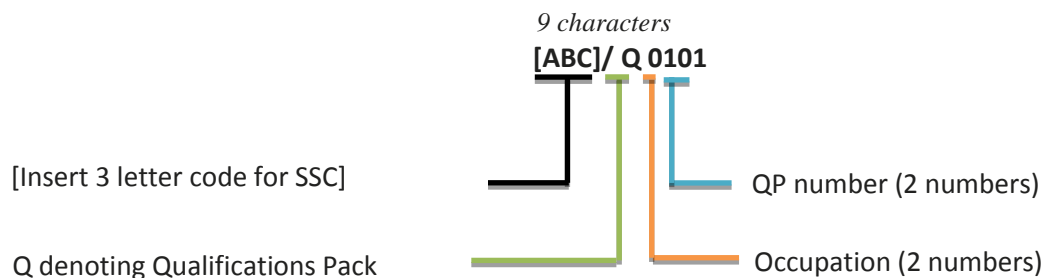 9 characters
[ABC]/ Q 0101
[Insert 3 letter code for SSC]
QP number (2 numbers)
Q denoting Qualifications Pack
Occupation (2 numbers)